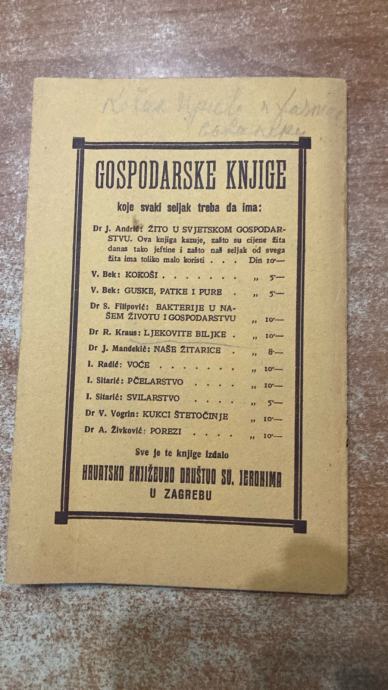 GOSPODARSKE KNJIGE
koje svaki seljak treba da ima:
Dr J. Andrić: ŽITO U SVJETSKOM GOSPODAR-
STVU. Ova knjiga kazuje, zašto su cijene žita
danas tako jeftine i zašto naš seljak od svega
žita ima toliko malo koristi . . . Din 10·—
V. Bek: KOKOŠI . . . . . . . „ 5·—
V. Bek: GUSKE, PATKE I PURE . . „ 5·—
Dr S. Filipović: BAKTERIJE U NA-
ŠEM ŽIVOTU I GOSPODARSTVU „ 10·—
Dr R. Kraus: LJEKOVITE BILJKE . „ 10·—
Dr J. Mandekić: NAŠE ŽITARICE . „ 8·—
I. Radić: VOĆE . . . . . . . „ 10·—
I. Sitarić: PČELARSTVO . . . . „ 10·—
I. Sitarić: SVILARSTVO . . . . „ 5·—
Dr V. Vogrin: KUKCI ŠTETOČINJE „ 10·—
Dr A. Živković: POREZI . . . . „ 10·—
Sve je te knjige izdalo
HRVATSKO KNJIŽEVNO DRUŠTVO SV. JERONIMA
U ZAGREBU